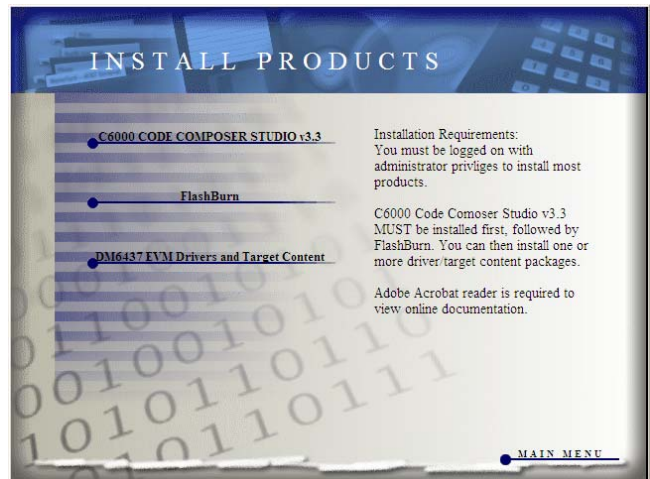 INSTALL PRODUCTS
C6000 CODE COMPOSER STUDIO v3.3
FlashBurn
DM6437 EVM Drivers and Target Content
Installation Requirements:
You must be logged on with
administrator privliges to install most
products.
C6000 Code Comoser Studio v3.3
MUST be installed first, followed by
FlashBurn. You can then install one or
more driver/target content packages.
Adobe Acrobat reader is required to
view online documentation.
MAIN MENU